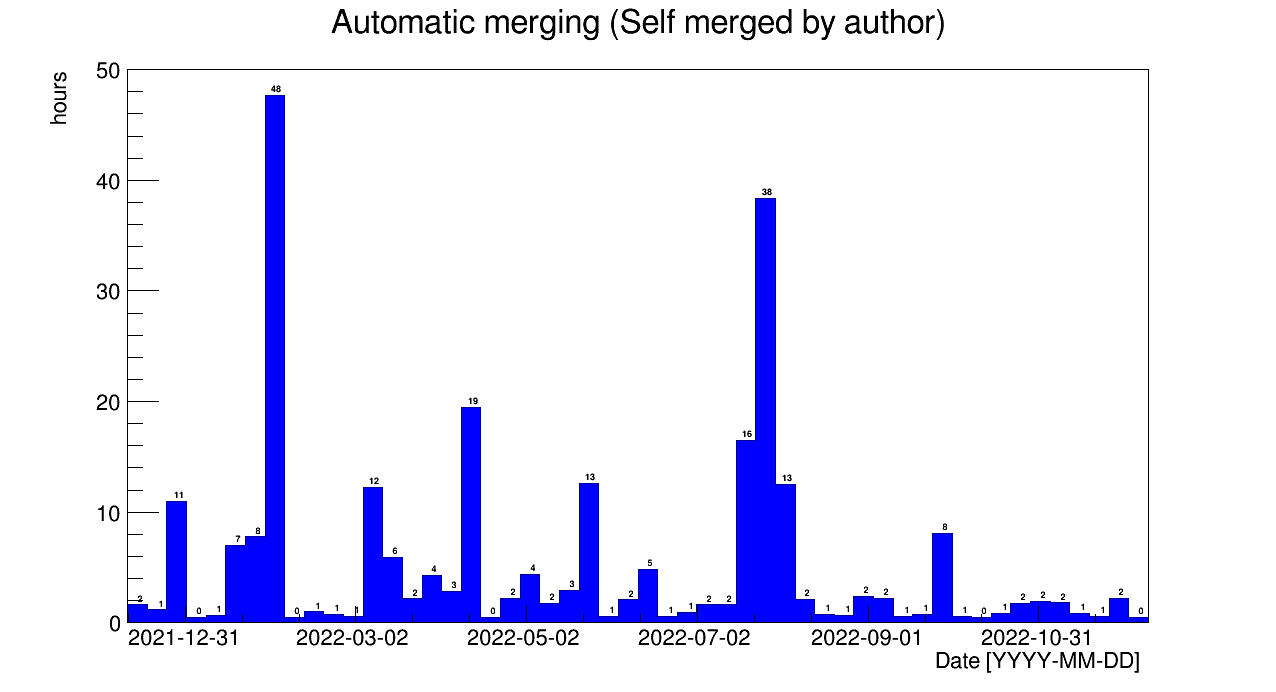 Automatic merging (Self merged by author)
hours
50
40
30
20
10
0
2 1 11 0 1 7 8 48 0 1 1 1 12 6 2 4 3 19 0 2 4 2 3 13 1 2 5 1 1 2 2 16 38 13 2 1 1 2 2 1 1 8 1 0 1 2 2 2 1 1 2 0
2021-12-31 2022-03-02 2022-05-02 2022-07-02 2022-09-01 2022-10-31
Date [YYYY-MM-DD]